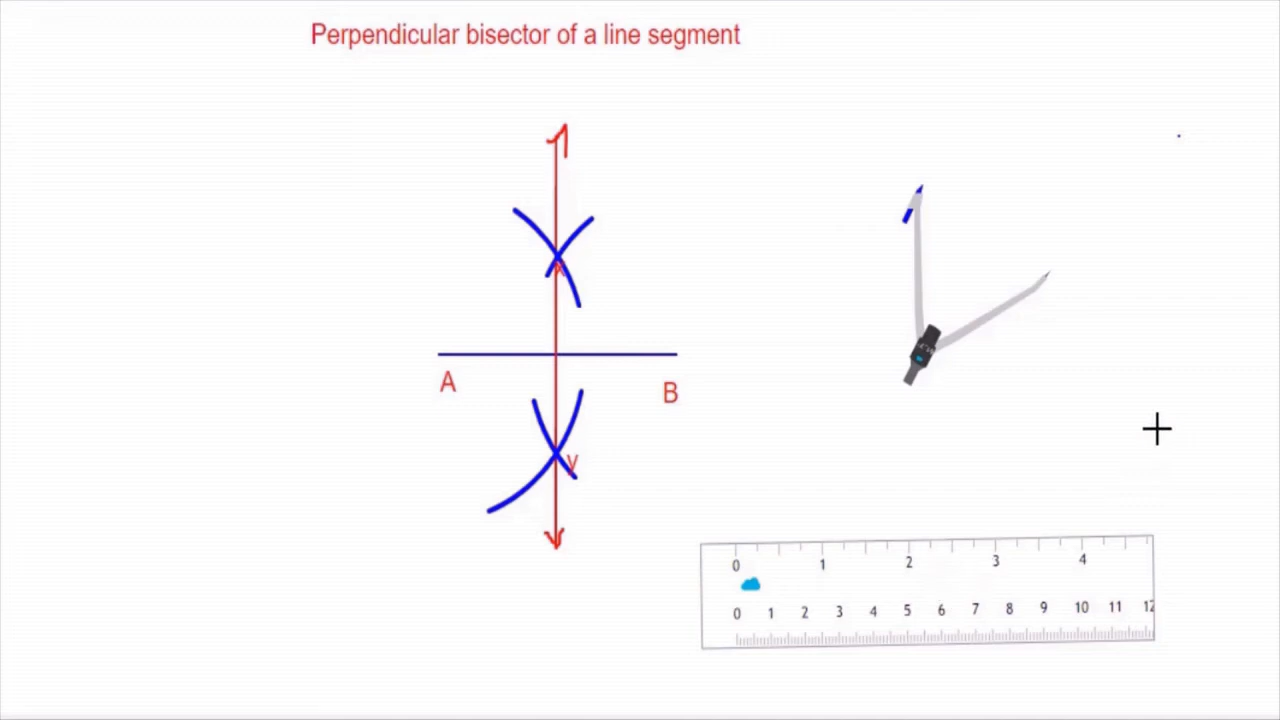 Perpendicular bisector of a line segment
x
A
B
y
0 1 2 3 4
0 1 2 3 4 5 6 7 8 9 10 11 12